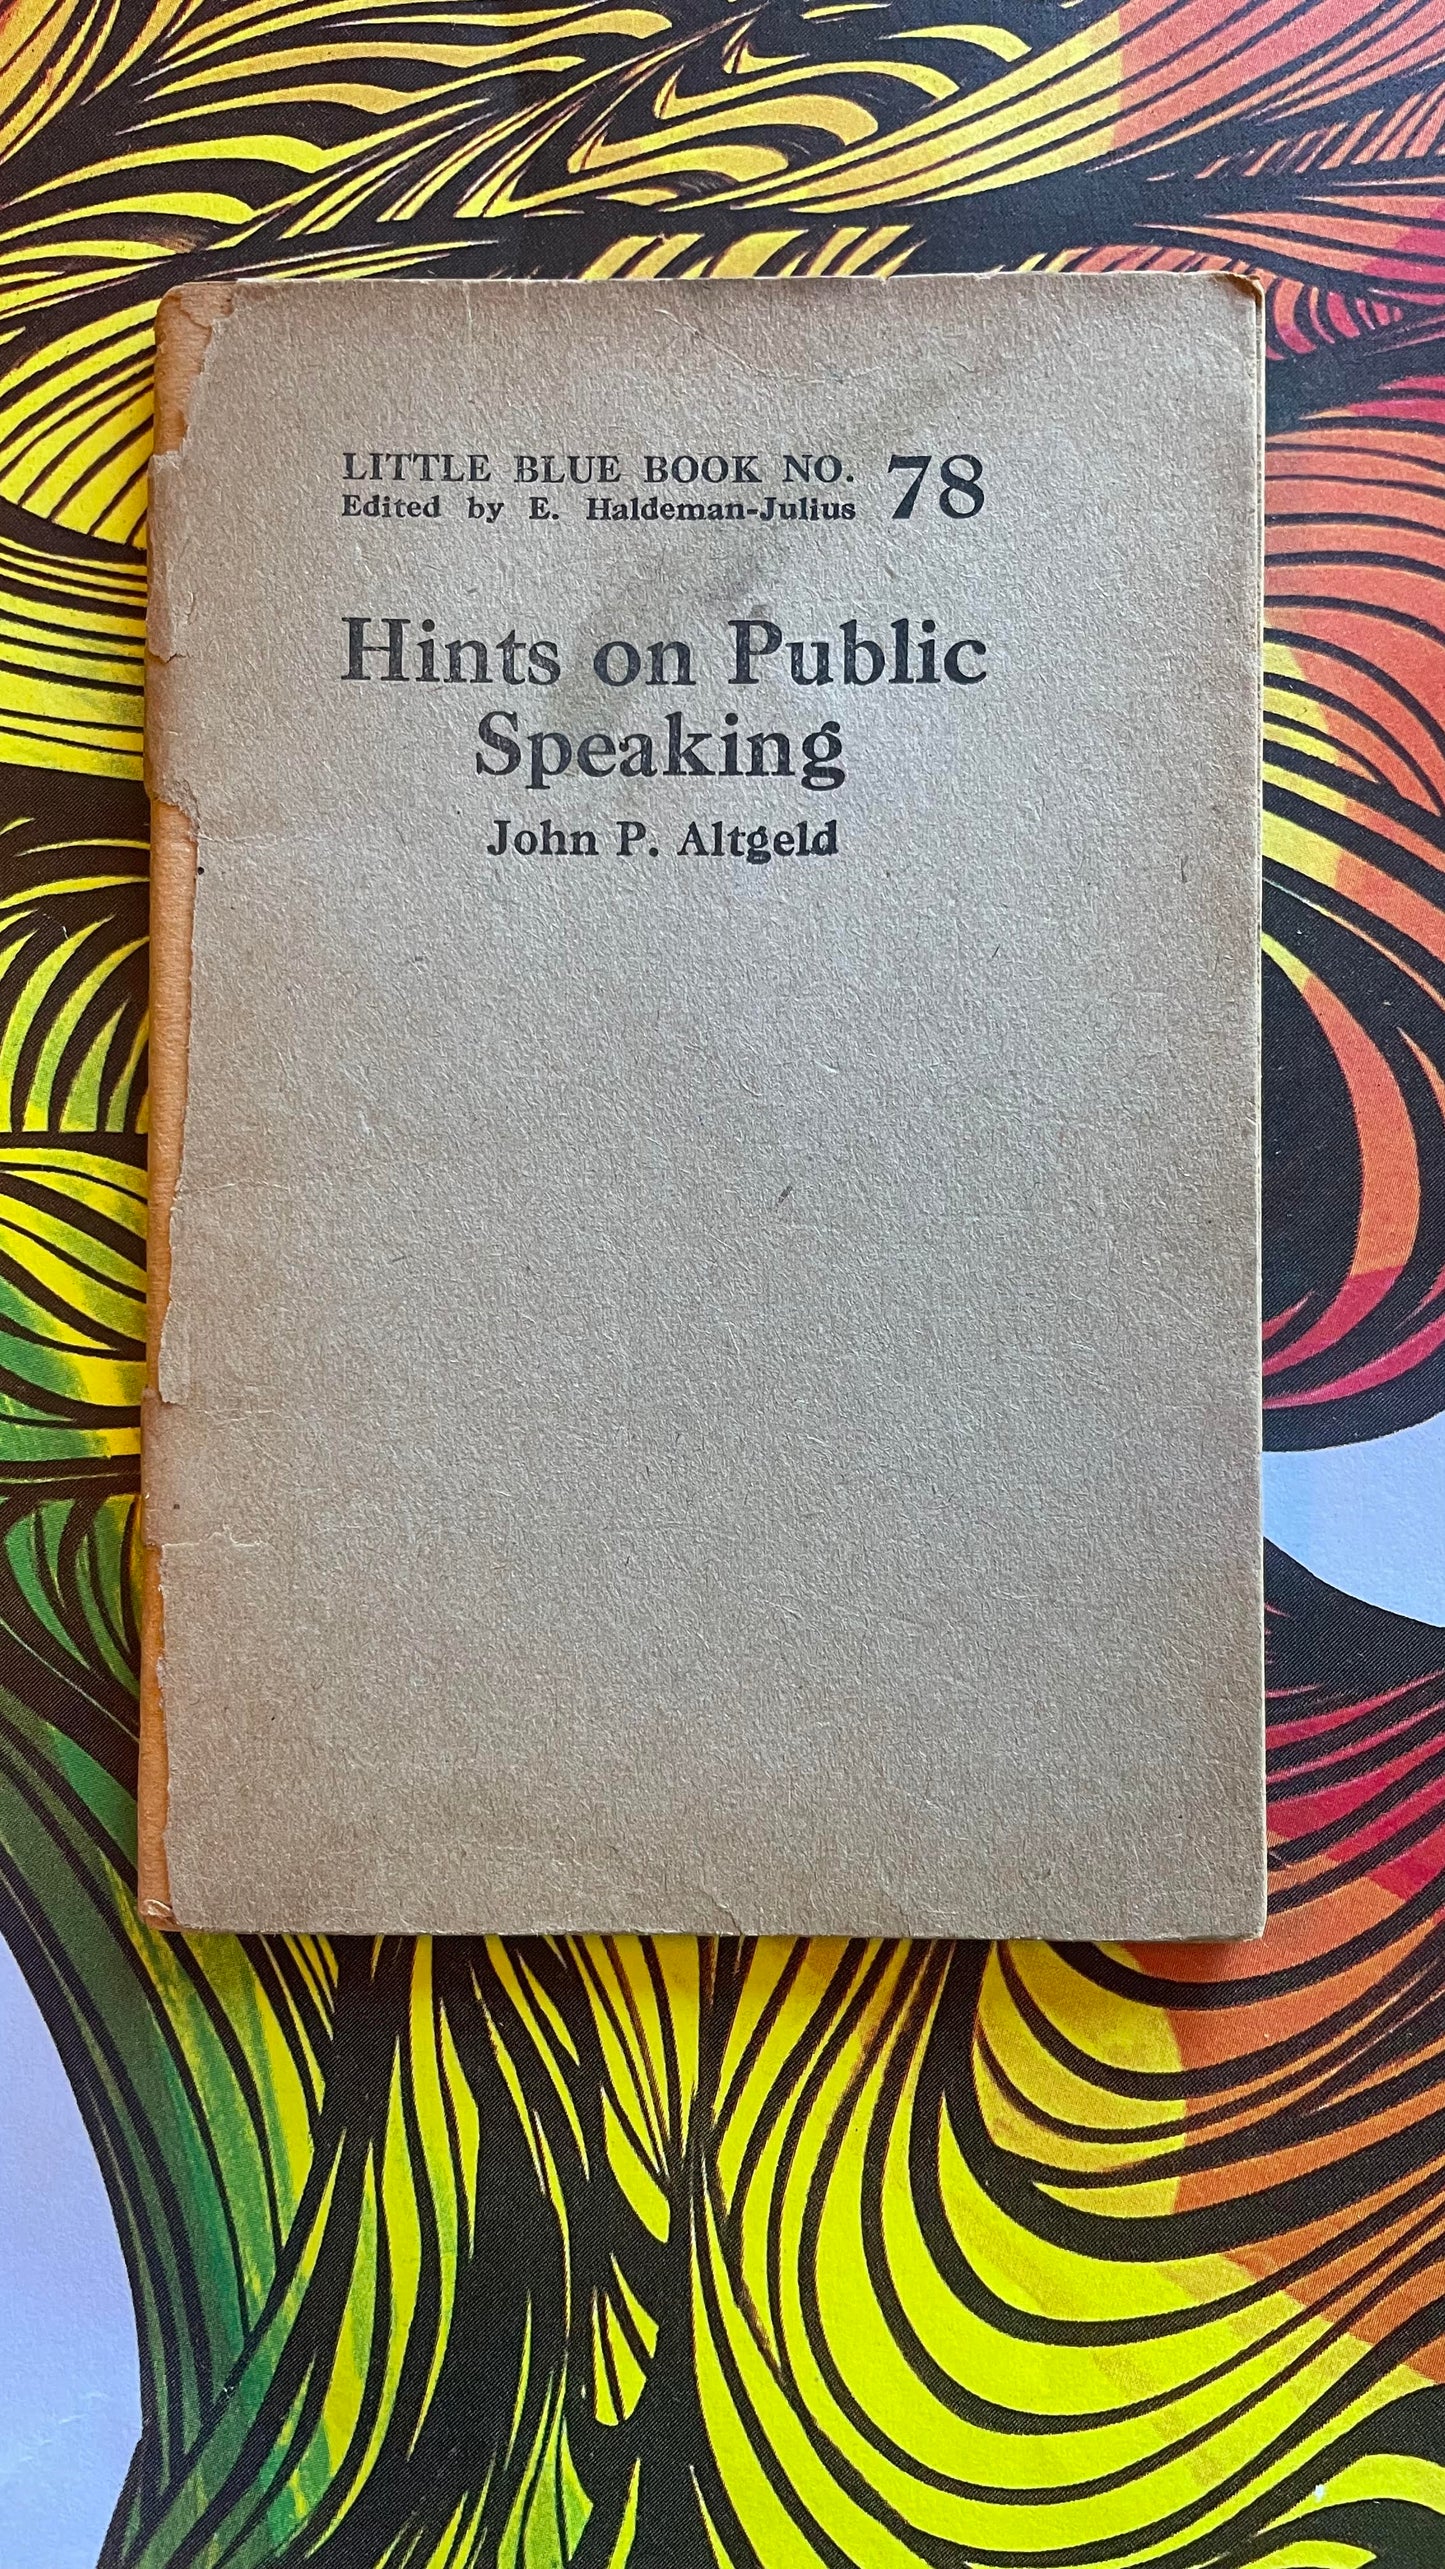 LITTLE BLUE BOOK NO. 78
Edited by E. Haldeman-Julius
Hints on Public
Speaking
John P. Altgeld